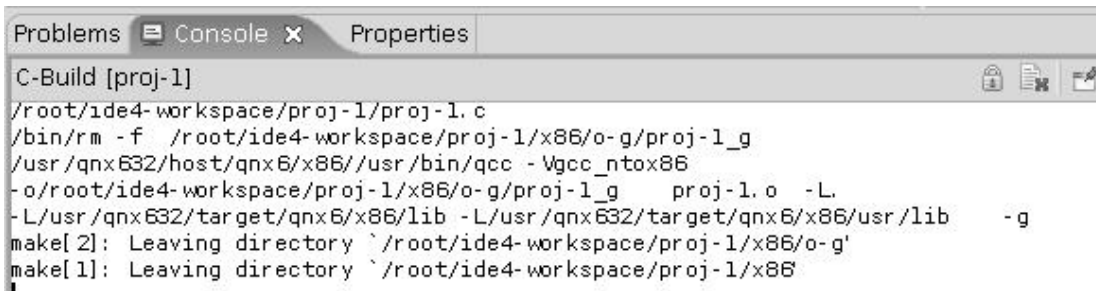 Problems Console Properties
C-Build [proj-1]
/root/ide4-workspace/proj-1/proj-1.c
/bin/rm -f /root/ide4-workspace/proj-1/x86/o-g/proj-1_g
/usr/qnx632/host/qnx6/x86//usr/bin/qcc -Vgcc_ntox86
-o/root/ide4-workspace/proj-1/x86/o-g/proj-1_g proj-1.o -L.
-L/usr/qnx632/target/qnx6/x86/lib -L/usr/qnx632/target/qnx6/x86/usr/lib -g
make[2]: Leaving directory `/root/ide4-workspace/proj-1/x86/o-g'
make[1]: Leaving directory `/root/ide4-workspace/proj-1/x86'